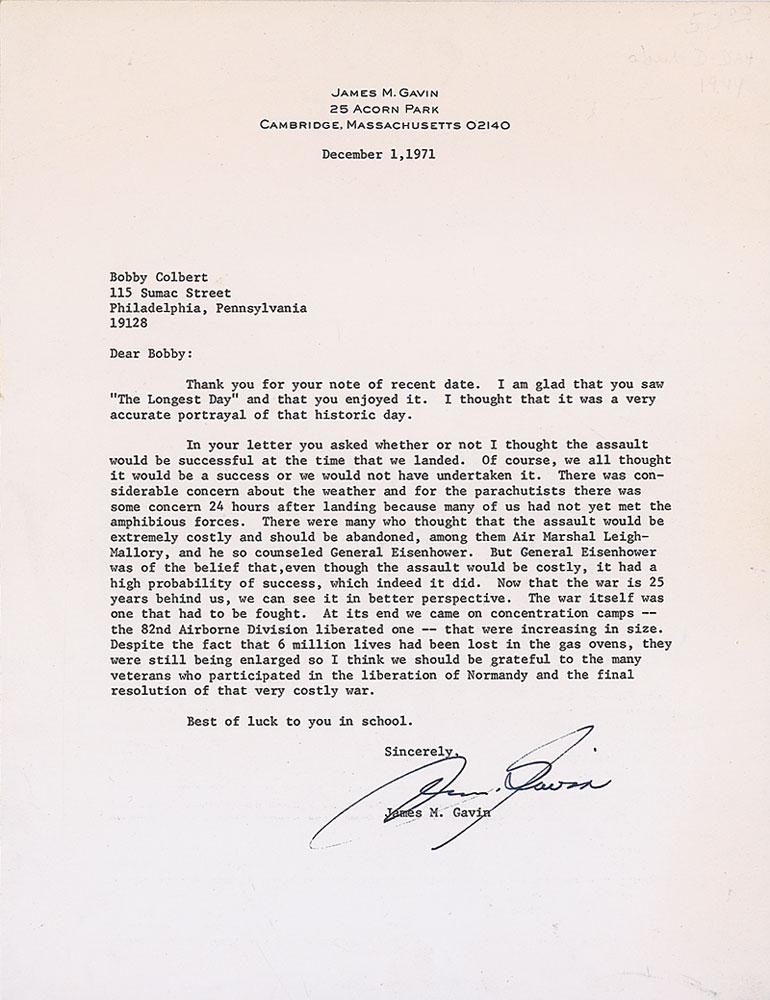 JAMES M. GAVIN
25 ACORN PARK
CAMBRIDGE, MASSACHUSETTS 02140
December 1,1971
Bobby Colbert
115 Sumac Street
Philadelphia, Pennsylvania
19128
Dear Bobby:
Thank you for your note of recent date. I am glad that you saw
"The Longest Day" and that you enjoyed it. I thought that it was a very
accurate portrayal of that historic day.
In your letter you asked whether or not I thought the assault
would be successful at the time that we landed. Of course, we all thought
it would be a success or we would not have undertaken it. There was con-
siderable concern about the weather and for the parachutists there was
some concern 24 hours after landing because many of us had not yet met the
amphibious forces. There were many who thought that the assault would be
extremely costly and should be abandoned, among them Air Marshal Leigh-
Mallory, and he so counseled General Eisenhower. But General Eisenhower
was of the belief that,even though the assault would be costly, it had a
high probability of success, which indeed it did. Now that the war is 25
years behind us, we can see it in better perspective. The war itself was
one that had to be fought. At its end we came on concentration camps --
the 82nd Airborne Division liberated one -- that were increasing in size.
Despite the fact that 6 million lives had been lost in the gas ovens, they
were still being enlarged so I think we should be grateful to the many
veterans who participated in the liberation of Normandy and the final
resolution of that very costly war.
Best of luck to you in school.
Sincerely,
James M. Gavin